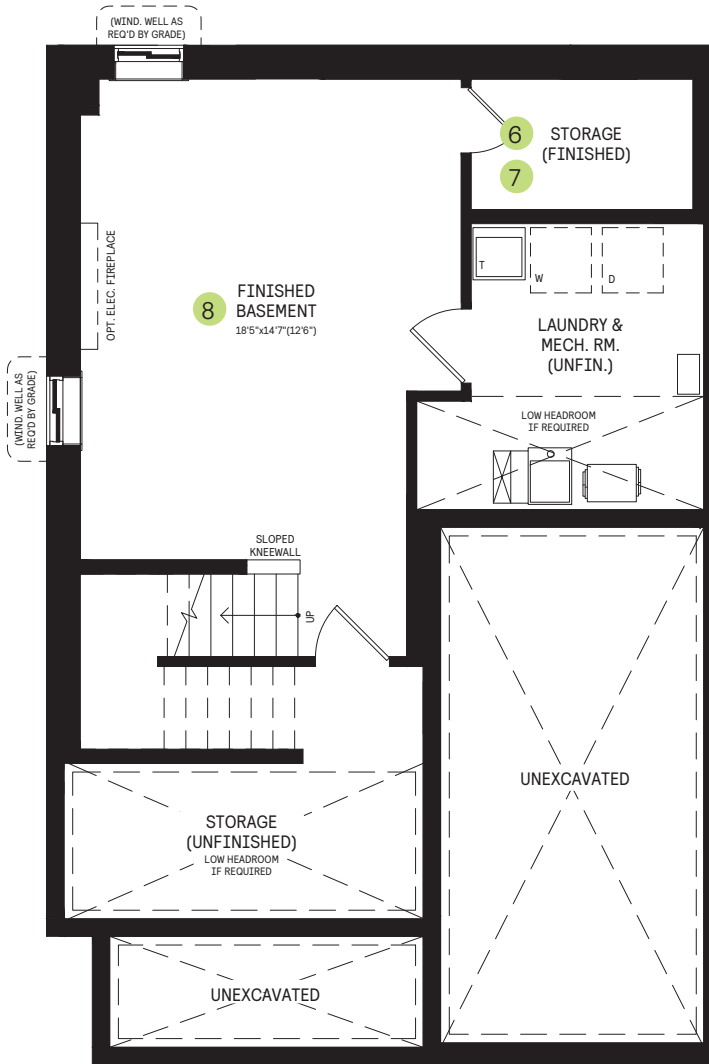 (WIND. WELL AS
REQ'D BY GRADE)
6
STORAGE
(FINISHED)
7
T
W
D
OPT. ELEC. FIREPLACE
8
FINISHED
BASEMENT
18'5"x14'7"(12'6")
LAUNDRY &
MECH. RM.
(UNFIN.)
(WIND. WELL AS
REQ'D BY GRADE)
LOW HEADROOM
IF REQUIRED
SLOPED
KNEEWALL
UP
UNEXCAVATED
STORAGE
(UNFINISHED)
LOW HEADROOM
IF REQUIRED
UNEXCAVATED